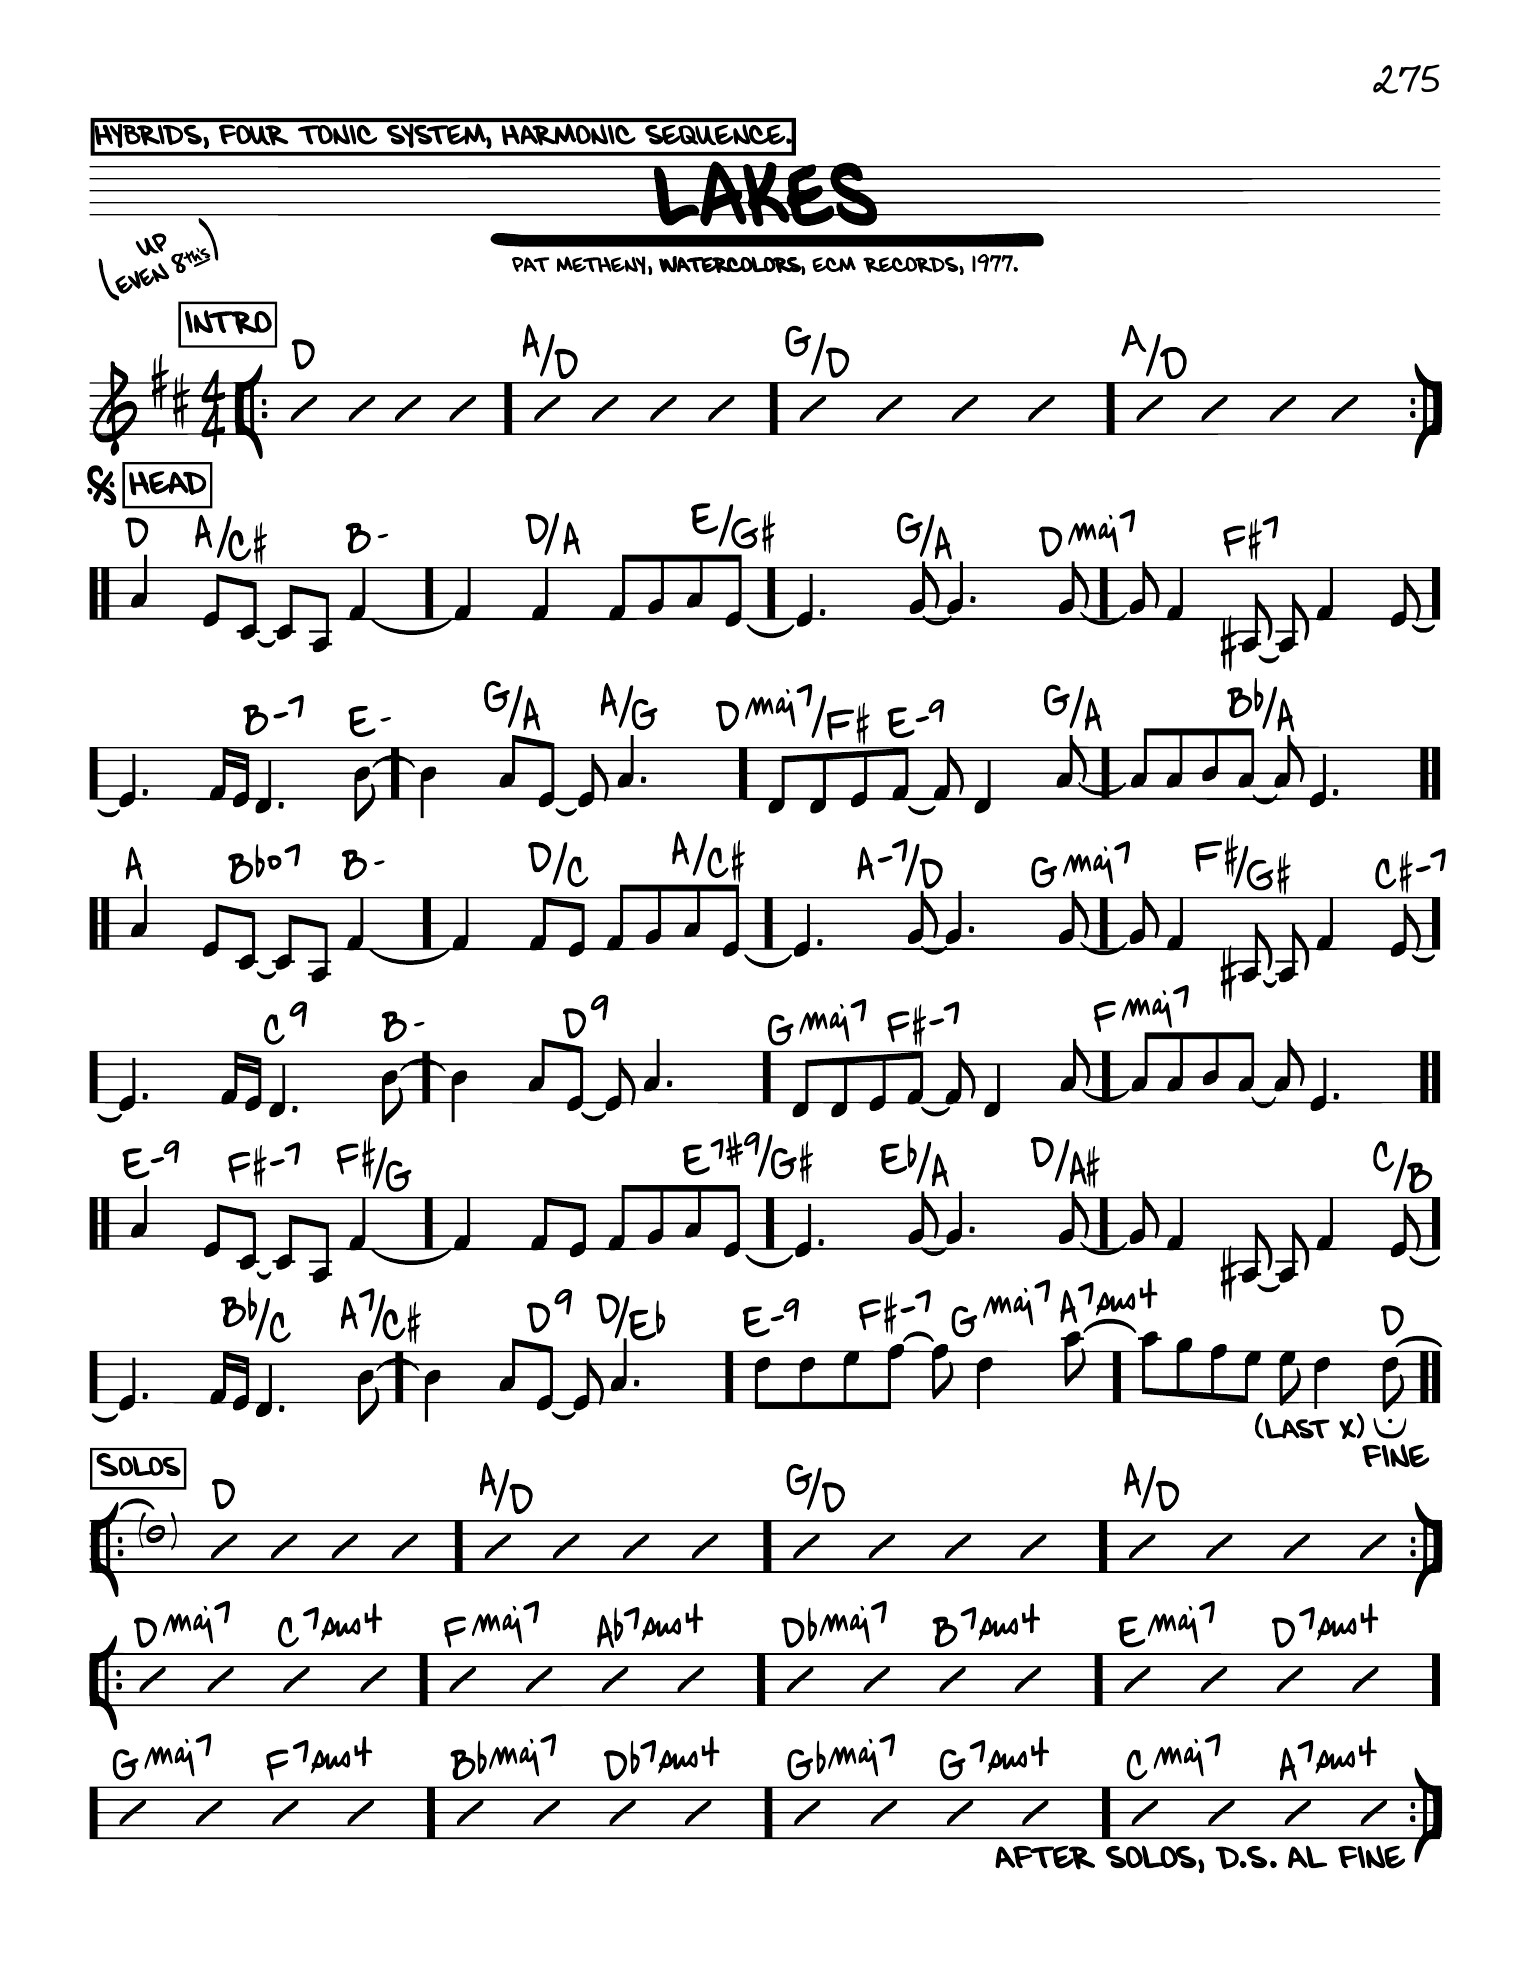 275
HYBRIDS, FOUR TONIC SYSTEM, HARMONIC SEQUENCE.
LAKES
(UP
EVEN 8th's)
PAT METHENY, WATERCOLORS, ECM RECORDS, 1977.
INTRO
D A/D G/D A/D
4
4
HEAD
D A/C# B- D/A E/G# G/A Dmaj7 F#7
B-7 E- G/A A/G Dmaj7/F# E-9 G/A Bb/A
A Bbo7 B- D/C A/C# A-7/D Gmaj7 F#/G# C#-7
C9 B- D9 Gmaj7 F#-7 Fmaj7
E-9 F#-7 F#/G E7#9/G# Eb/A D/A# C/B
Bb/C A7/C# D9 D/Eb E-9 F#-7 Gmaj7 A7sus4 D
(LAST X)
FINE
SOLOS
D A/D G/D A/D
Dmaj7 C7sus4 Fmaj7 Ab7sus4 Dbmaj7 B7sus4 Emaj7 D7sus4
Gmaj7 F7sus4 Bbmaj7 Db7sus4 Gbmaj7 G7sus4 Cmaj7 A7sus4
AFTER SOLOS, D.S. AL FINE